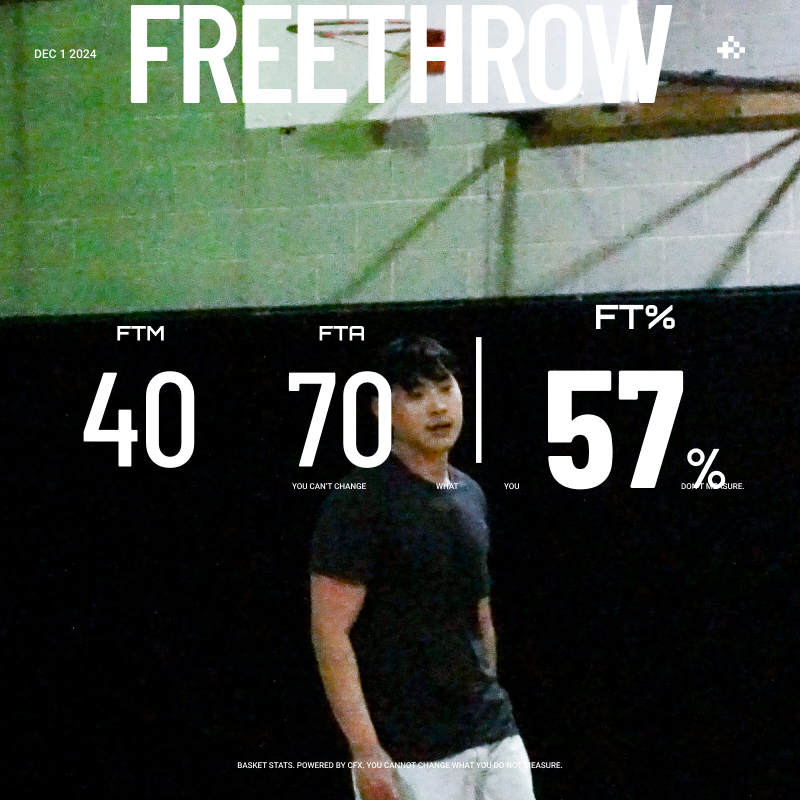 FREETHROW
DEC 1 2024
FTM
FTA
FT%
40
70
57%
YOU CAN'T CHANGE WHAT YOU DON'T MEASURE.
BASKET STATS. POWERED BY CFX. YOU CANNOT CHANGE WHAT YOU DO NOT MEASURE.